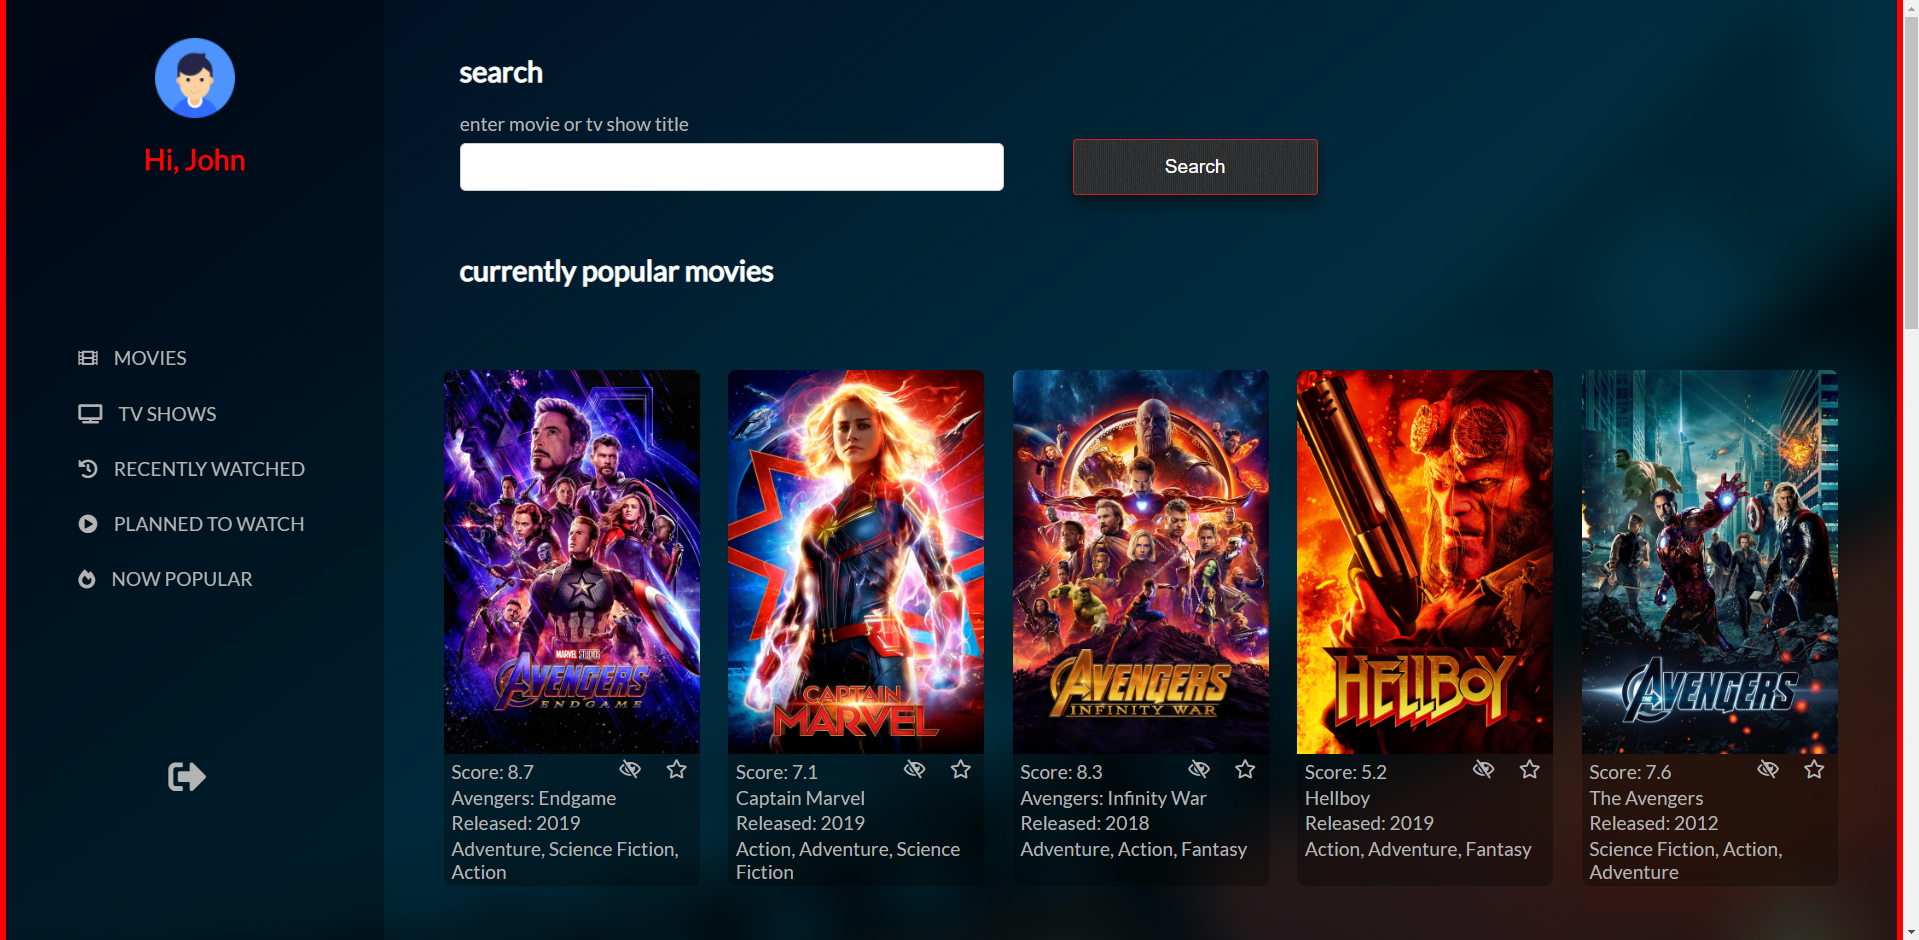 Hi, John
MOVIES
TV SHOWS
RECENTLY WATCHED
PLANNED TO WATCH
NOW POPULAR
search
enter movie or tv show title
Search
currently popular movies
MARVEL STUDIOS
AVENGERS
ENDGAME
Score: 8.7
Avengers: Endgame
Released: 2019
Adventure, Science Fiction,
Action
CAPTAIN
MARVEL
Score: 7.1
Captain Marvel
Released: 2019
Action, Adventure, Science
Fiction
AVENGERS
INFINITY WAR
Score: 8.3
Avengers: Infinity War
Released: 2018
Adventure, Action, Fantasy
HELLBOY
Score: 5.2
Hellboy
Released: 2019
Action, Adventure, Fantasy
THE AVENGERS
Score: 7.6
The Avengers
Released: 2012
Science Fiction, Action,
Adventure